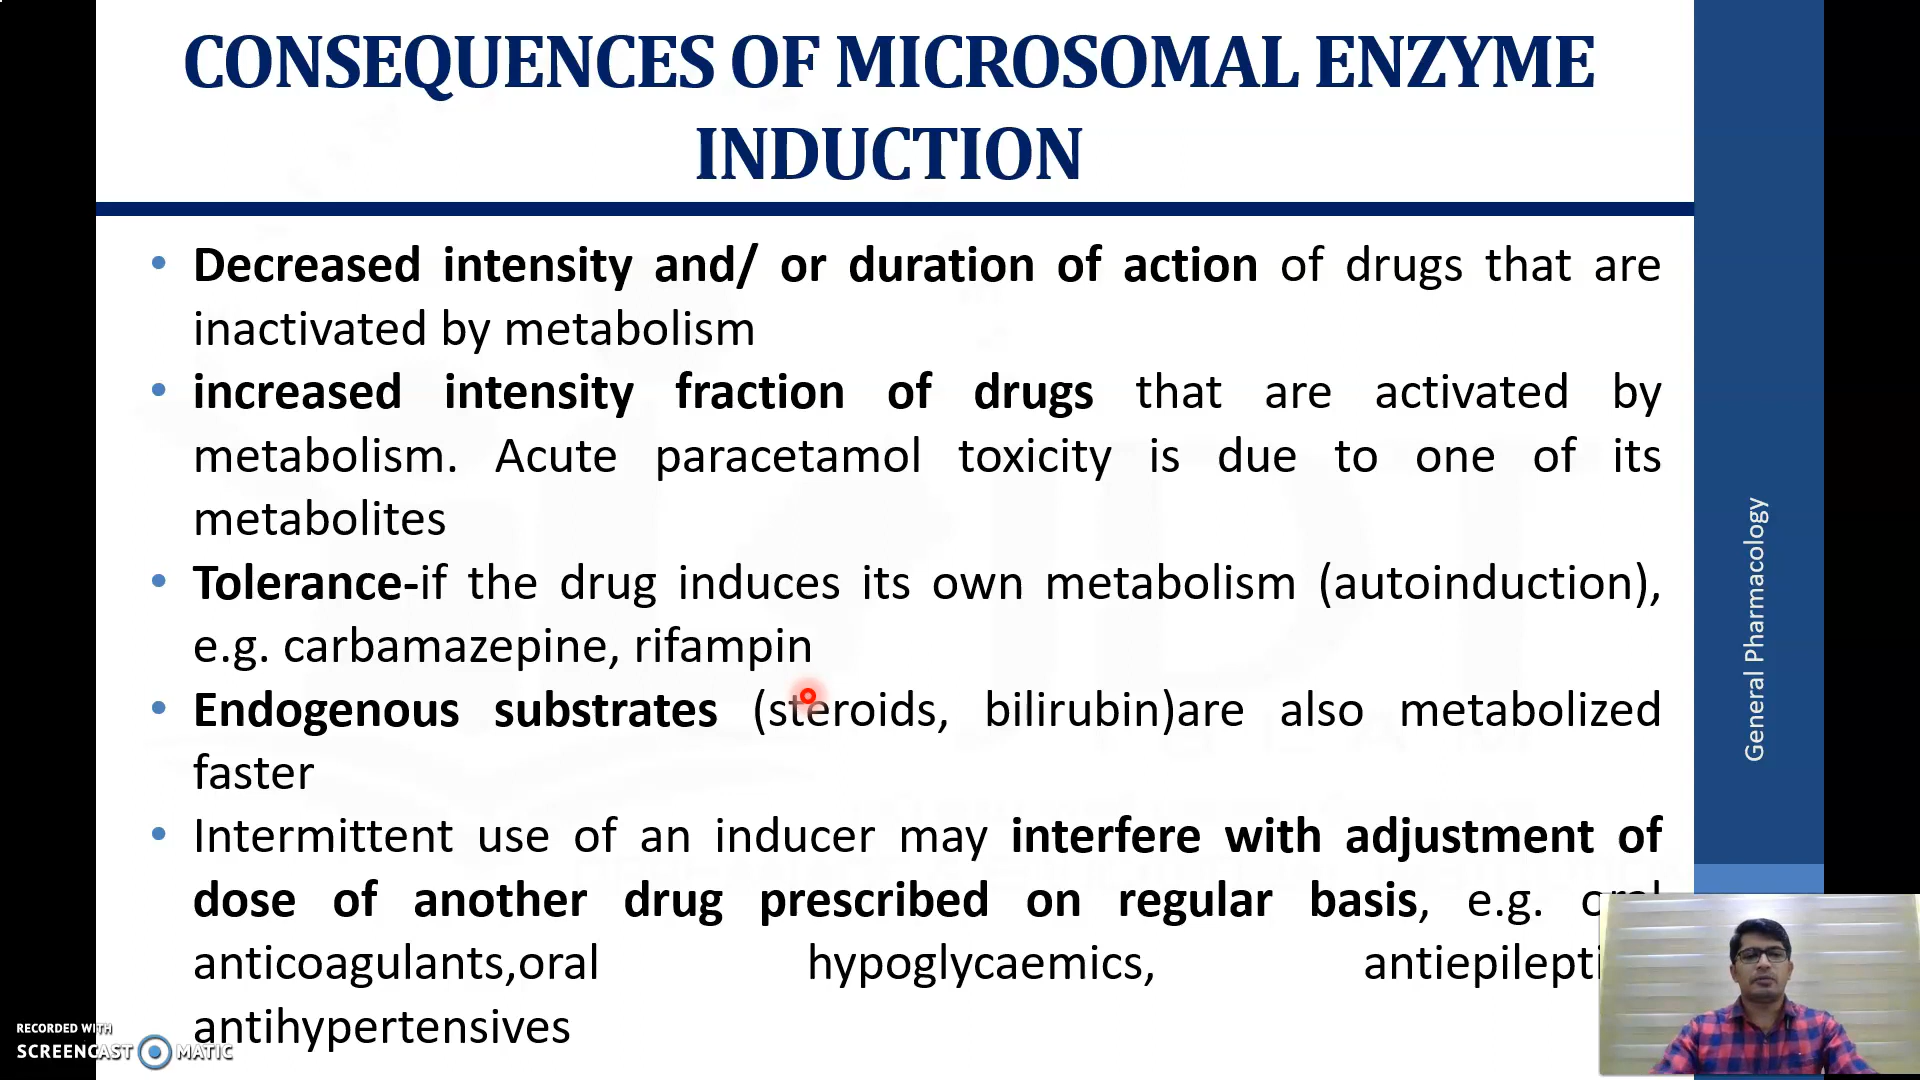 CONSEQUENCES OF MICROSOMAL ENZYME
INDUCTION
• Decreased intensity and/ or duration of action of drugs that are
inactivated by metabolism
• increased intensity fraction of drugs that are activated by
metabolism. Acute paracetamol toxicity is due to one of its
metabolites
• Tolerance-if the drug induces its own metabolism (autoinduction),
e.g. carbamazepine, rifampin
• Endogenous substrates (steroids, bilirubin)are also metabolized
faster
• Intermittent use of an inducer may interfere with adjustment of
dose of another drug prescribed on regular basis, e.g. oral
anticoagulants,oral hypoglycaemics,
antihypertensives
General Pharmacology
RECORDED WITH
SCREENCAST MATIC